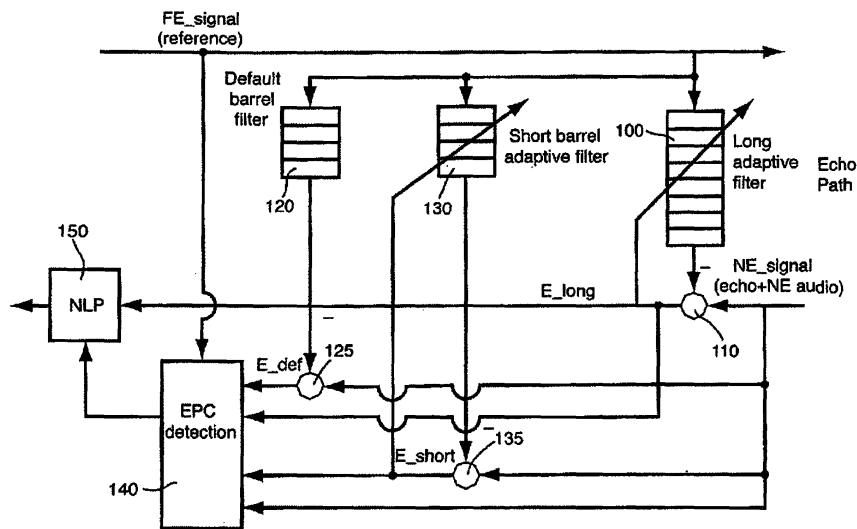 FE_signal
(reference)
Default
barrel
filter
120
Short barrel
adaptive filter
130
100
Long
adaptive
filter
Echo
Path
150
NLP
E_long
NE_signal
(echo+NE audio)
110
E_def
125
EPC
detection
140
E_short
135